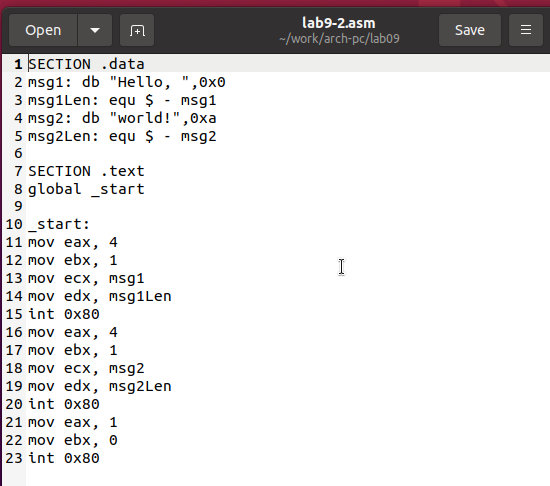 Open
lab9-2.asm
~/work/arch-pc/lab09
Save
1 SECTION .data
2 msg1: db "Hello, ",0x0
3 msg1Len: equ $ - msg1
4 msg2: db "world!",0xa
5 msg2Len: equ $ - msg2
6
7 SECTION .text
8 global _start
9
10 _start:
11 mov eax, 4
12 mov ebx, 1
13 mov ecx, msg1
14 mov edx, msg1Len
15 int 0x80
16 mov eax, 4
17 mov ebx, 1
18 mov ecx, msg2
19 mov edx, msg2Len
20 int 0x80
21 mov eax, 1
22 mov ebx, 0
23 int 0x80